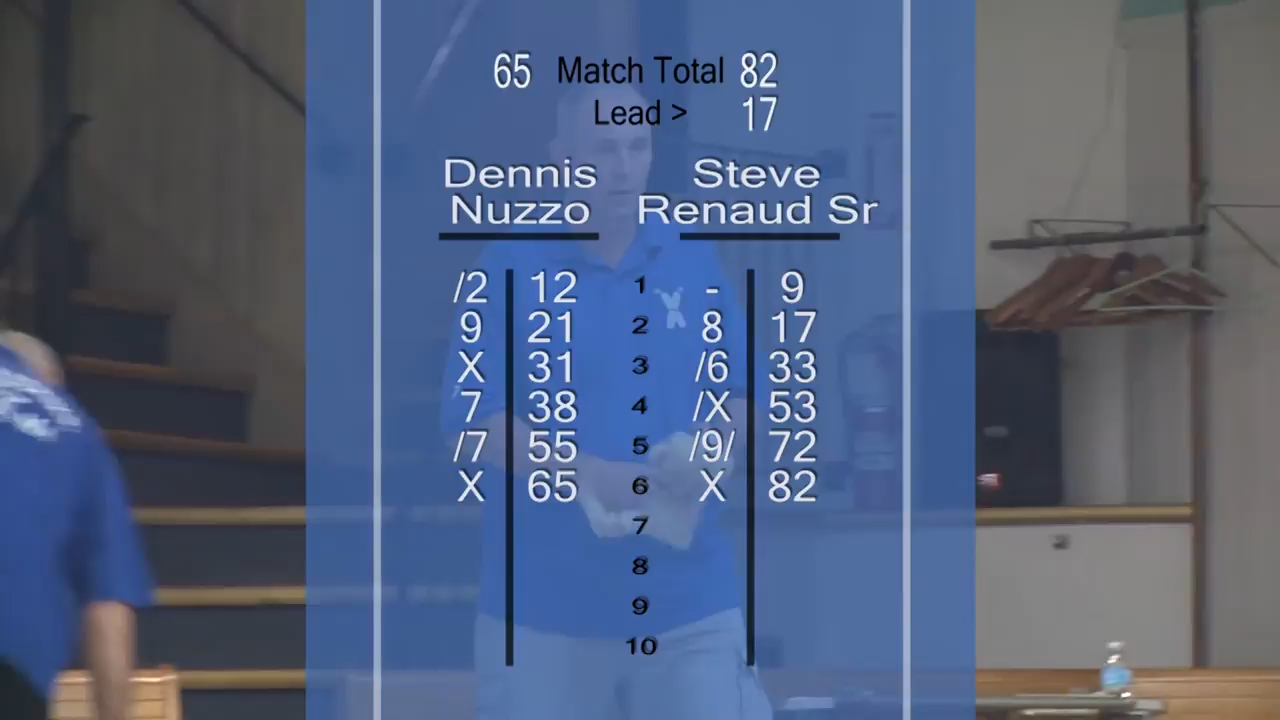 65 Match Total 82
Lead > 17
Dennis Nuzzo
Steve Renaud Sr
/2 12 1 - 9
9 21 2 8 17
X 31 3 /6 33
7 38 4 /X 53
/7 55 5 /9/ 72
X 65 6 X 82
7
8
9
10